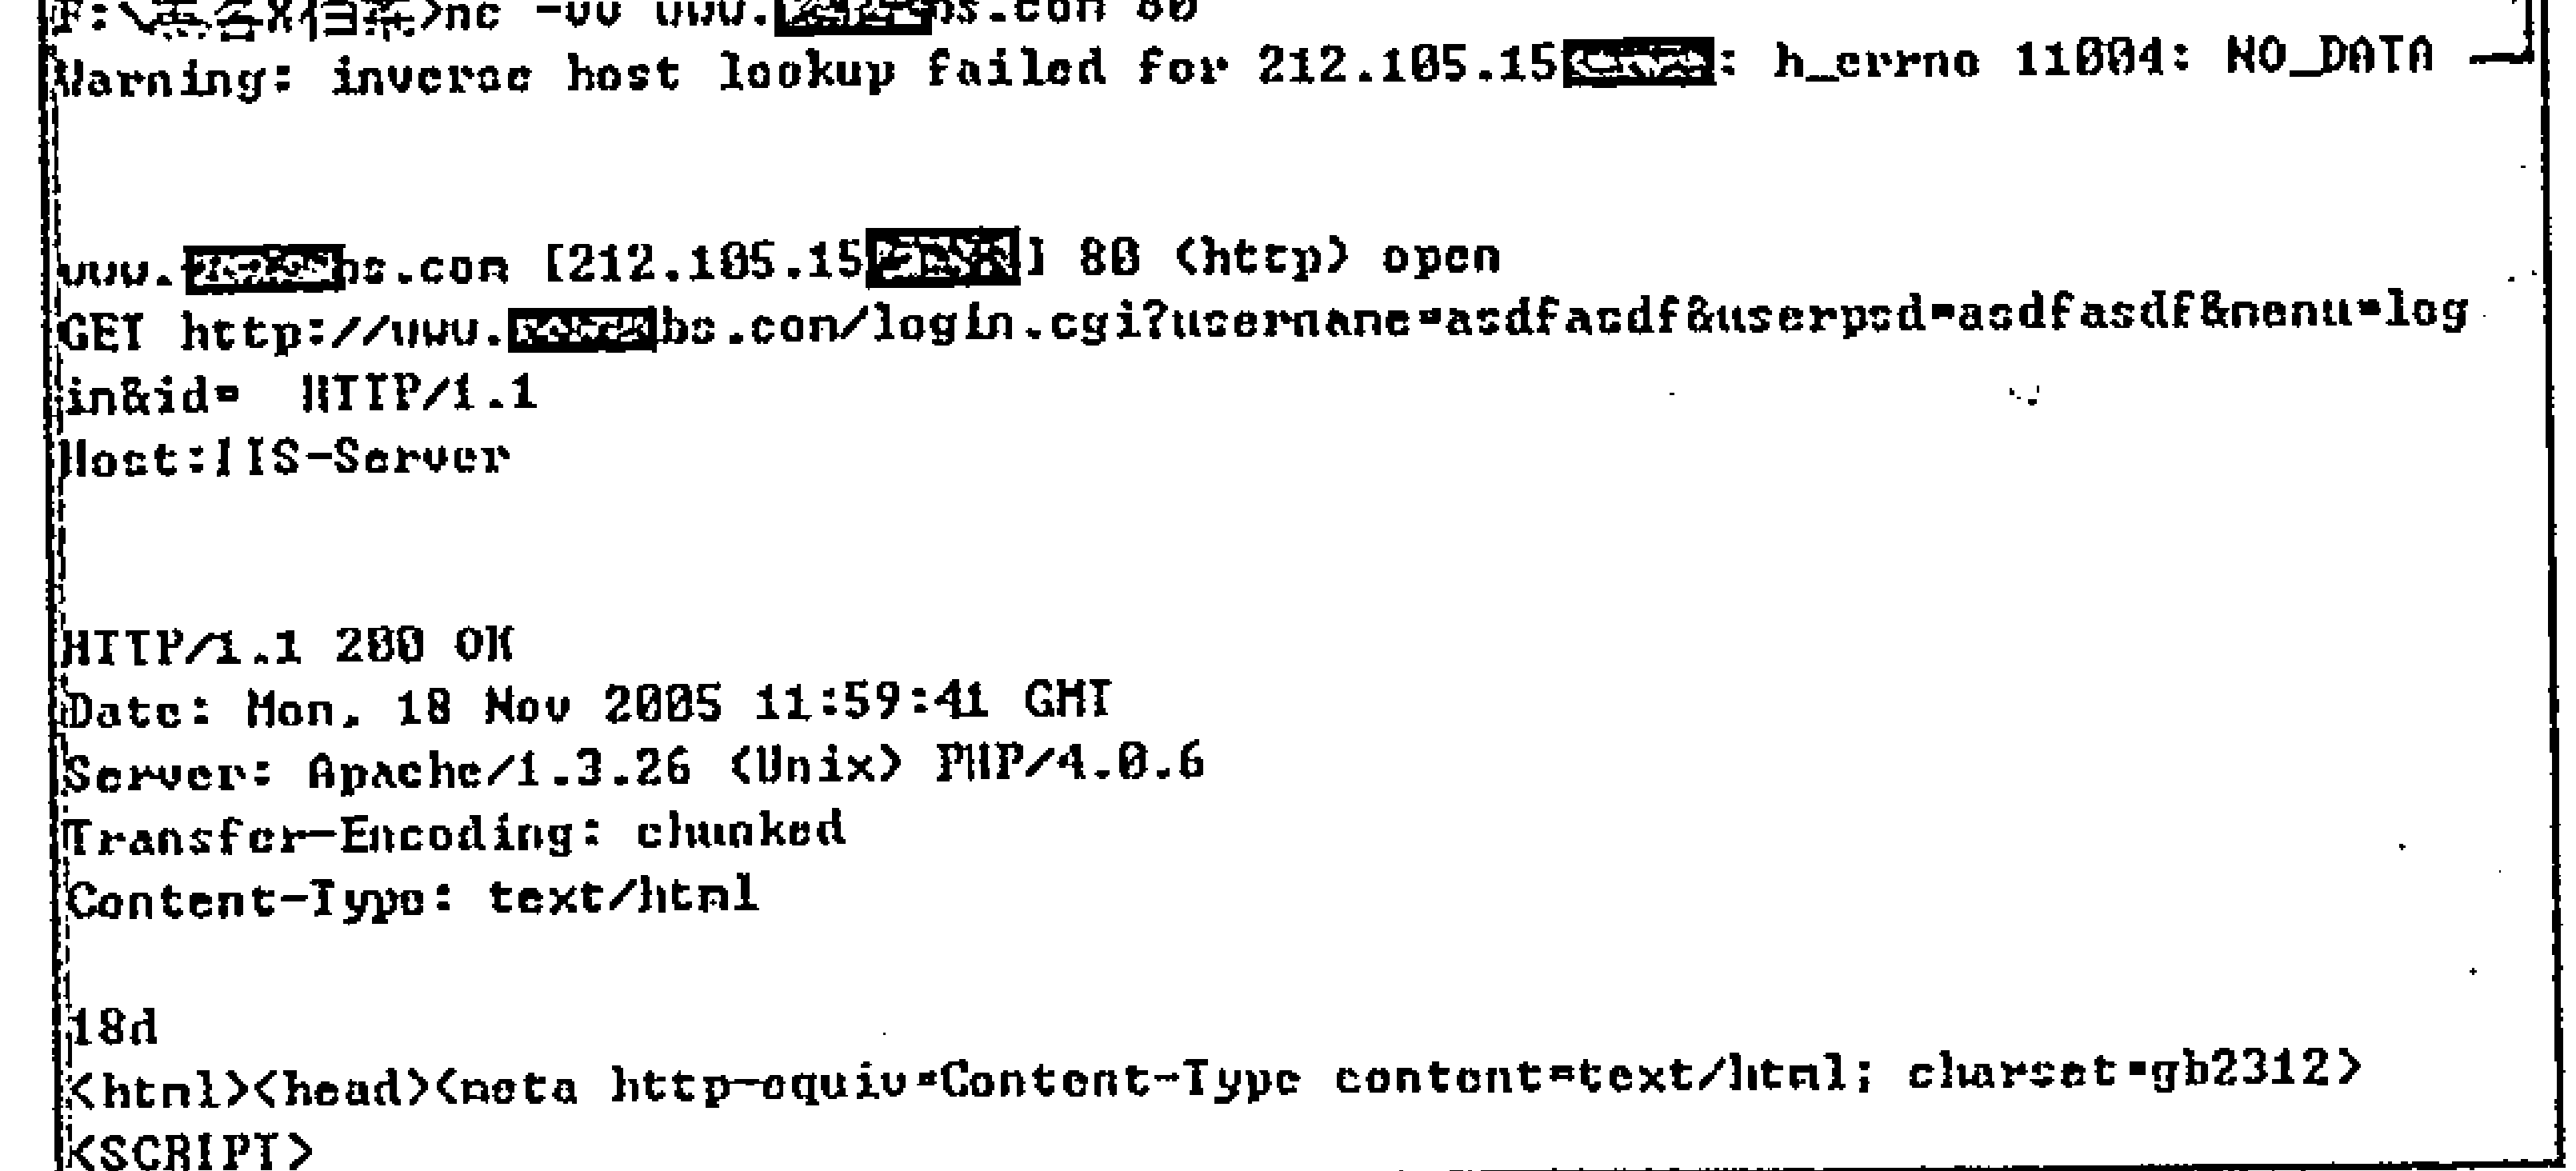 >nc -vv www.bs.com 80
Warning: inverse host lookup failed for 212.105.15: h_errno 11004: NO_DATA
www.bs.com [212.105.15] 80 (http) open
GET http://www.bs.com/login.cgi?username=asdfasdf&userpsd=asdfasdf&menu=log
in&id= HTTP/1.1
Host:IIS-Server
HTTP/1.1 200 OK
Date: Mon, 18 Nov 2005 11:59:41 GMT
Server: Apache/1.3.26 (Unix) PHP/4.0.6
Transfer-Encoding: chunked
Content-Type: text/html
18d
<html><head><meta http-equiv=Content-Type content=text/html; charset=gb2312>
<SCRIPT>